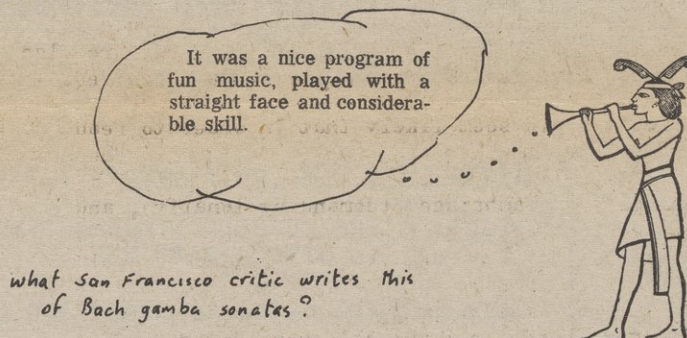 It was a nice program of
fun music, played with a
straight face and considera-
ble skill.
what San Francisco critic writes this
of Bach gamba sonatas?